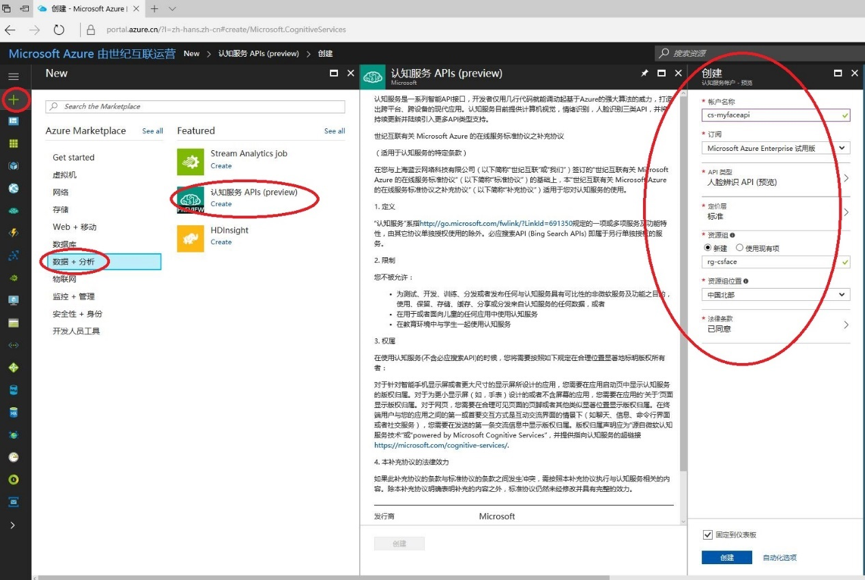 创建 - Microsoft Azure
portal.azure.cn/?l=zh-hans.zh-cn#create/Microsoft.CognitiveServices
Microsoft Azure 由世纪互联运营 New > 认知服务 APIs (preview) > 创建
搜索资源
New
Search the Marketplace
Azure Marketplace See all
Get started
虚拟机
网络
存储
Web + 移动
数据库
数据 + 分析
物联网
监控 + 管理
安全性 + 身份
开发人员工具
Featured See all
Stream Analytics job
Create
认知服务 APIs (preview)
Create
PREVIEW
HDInsight
Create
认知服务 APIs (preview)
Microsoft
认知服务是一系列智能API接口，开发者仅用几行代码就能调动起基于Azure的强大算法的威力，打造
出跨平台、跨设备的现代应用。认知服务目前提供计算机视觉，情绪识别，人脸识别三类API，并将
持续更新并陆续引入更多API类型支持。
世纪互联有关 Microsoft Azure 的在线服务标准协议之补充协议
（适用于认知服务的特定条款）
在您与上海蓝云网络科技有限公司（以下简称"世纪互联"或"我们"）签订的"世纪互联有关 Microsoft
Azure 的在线服务标准协议"（以下简称"标准协议"）的基础上，本"世纪互联有关 Microsoft Azure
的在线服务标准协议之补充协议"（以下简称"补充协议"）适用于您对认知服务的使用。
1. 定义
"认知服务"系指http://go.microsoft.com/fwlink/?LinkId=691350规定的一项或多项服务及功能特
性，由其它协议单独授权使用的除外。必应搜索API (Bing Search APIs) 即属于另行单独授权的服
务。
2. 限制
您不被允许：
• 为测试、开发、训练、分发或者发布任何与认知服务具有可比性的非微软服务及功能之目的，
使用、保留、存储、缓存、分享或分发来自认知服务的任何数据，或者
• 在用于或者面向儿童的任何应用中使用认知服务
• 在教育环境中与学生一起使用认知服务
3. 权属
在使用认知服务(不含必应搜索API)的时候，您将需要按照如下规定在合理位置显著地标明版权所有
者：
对于针对智能手机显示屏或者更大尺寸的显示屏所设计的应用，您需要在应用启动页中显示认知服务
的版权归属。对于为更小显示屏（如，手表）设计的或者不含屏幕的应用，您需要在应用的'关于'页面
显示版权归属。对于网页，您需要在合理可见页面的页脚或者其他类似显著位置显示版权归属。在终
端用户与您的应用之间的第一或首要交互方式是互动交流界面的情景下（如聊天、信息、命令行界面
或者社交服务），您需要在发送的第一条交流信息中显示版权归属。版权归属声明应为"源自微软认知
服务技术"或"powered by Microsoft Cognitive Services"，并提供指向认知服务的超链接
https://microsoft.com/cognitive-services/.
4. 本补充协议的法律效力
如果此补充协议的条款与标准协议的条款之间发生冲突，需按照本补充协议执行与认知服务相关的内
容。除本补充协议明确表明补充的内容之外，标准协议仍然未经修改并具有完整的效力。
发行商 Microsoft
创建
创建
认知服务帐户 - 预览
* 帐户名称
cs-myfaceapi
* 订阅
Microsoft Azure Enterprise 试用版
* API 类型
人脸辨识 API (预览)
* 定价层
标准
* 资源组
新建 使用现有项
rg-csface
* 资源组位置
中国北部
* 法律条款
已同意
固定到仪表板
创建 自动化选项